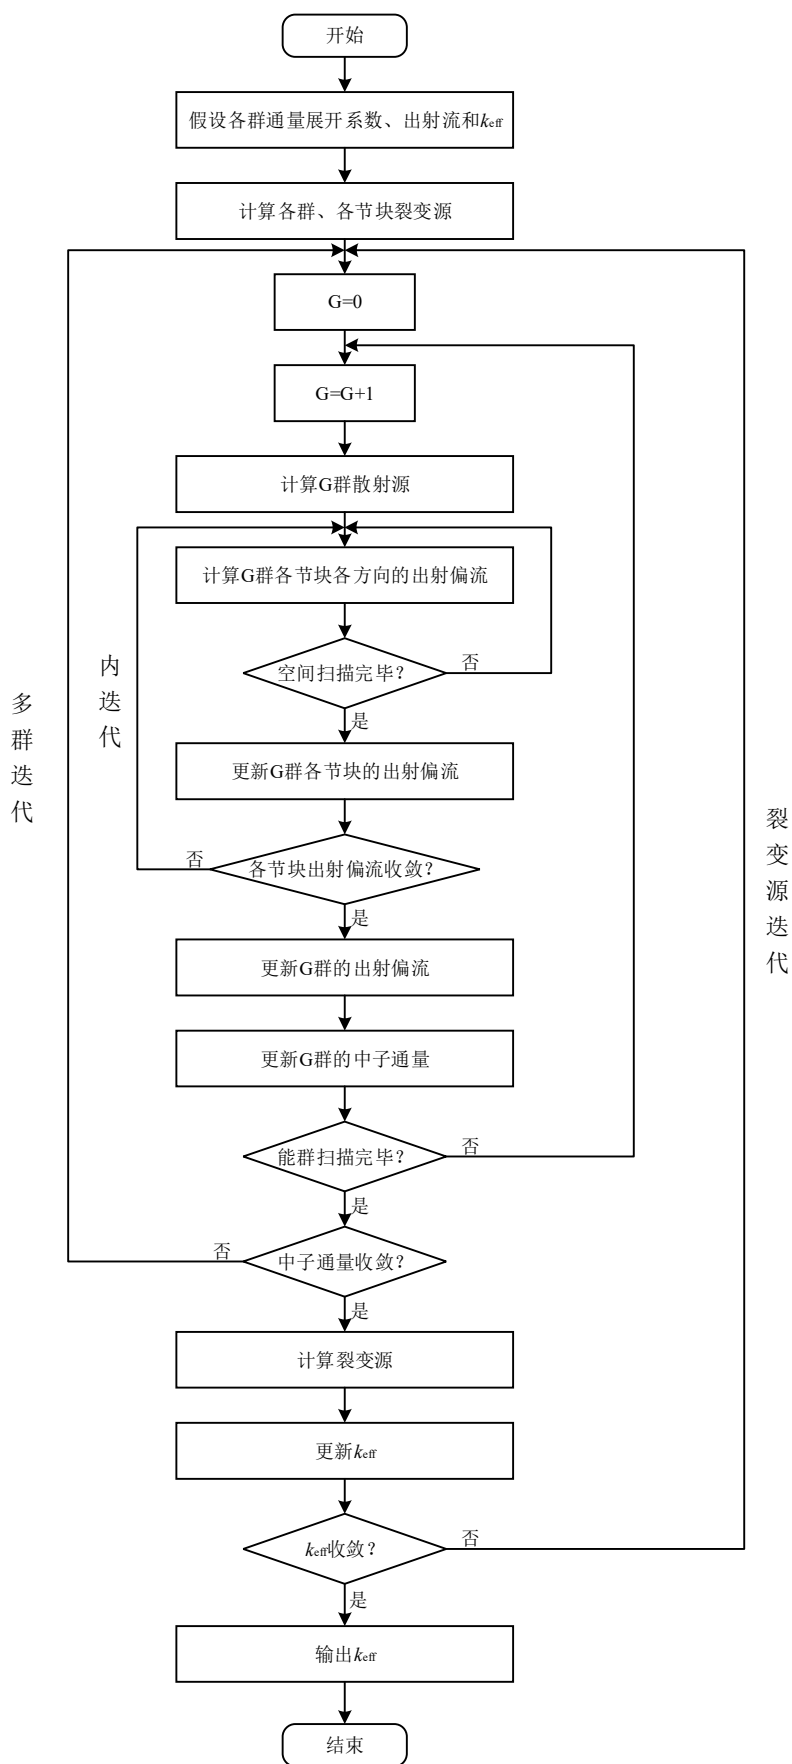 开始
假设各群通量展开系数、出射流和keff
计算各群、各节块裂变源
G=0
G=G+1
计算G群散射源
计算G群各节块各方向的出射偏流
空间扫描完毕？
否
是
更新G群各节块的出射偏流
各节块出射偏流收敛？
否
是
更新G群的出射偏流
更新G群的中子通量
能群扫描完毕？
否
是
中子通量收敛？
否
是
计算裂变源
更新keff
keff收敛？
否
是
输出keff
结束
多群迭代
内迭代
裂变源迭代